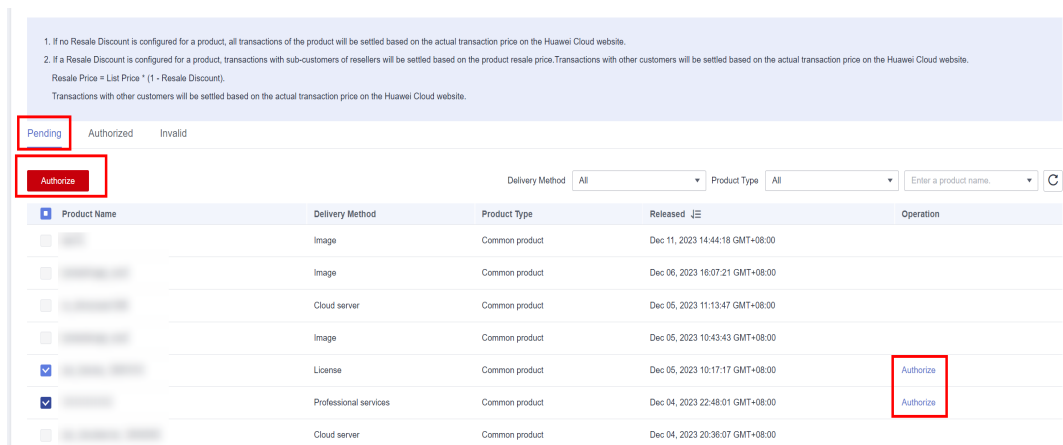 1. If no Resale Discount is configured for a product, all transactions of the product will be settled based on the actual transaction price on the Huawei Cloud website.
2. If a Resale Discount is configured for a product, transactions with sub-customers of resellers will be settled based on the product resale price.Transactions with other customers will be settled based on the actual transaction price on the Huawei Cloud website.
Resale Price = List Price * (1 - Resale Discount).
Transactions with other customers will be settled based on the actual transaction price on the Huawei Cloud website.
Pending Authorized Invalid
Authorize Delivery Method All Product Type All Enter a product name.
Product Name Delivery Method Product Type Released Operation
Image Common product Dec 11, 2023 14:44:18 GMT+08:00
Image Common product Dec 06, 2023 16:07:21 GMT+08:00
Cloud server Common product Dec 05, 2023 11:13:47 GMT+08:00
Image Common product Dec 05, 2023 10:43:43 GMT+08:00
License Common product Dec 05, 2023 10:17:17 GMT+08:00 Authorize
Professional services Common product Dec 04, 2023 22:48:01 GMT+08:00 Authorize
Cloud server Common product Dec 04, 2023 20:36:07 GMT+08:00